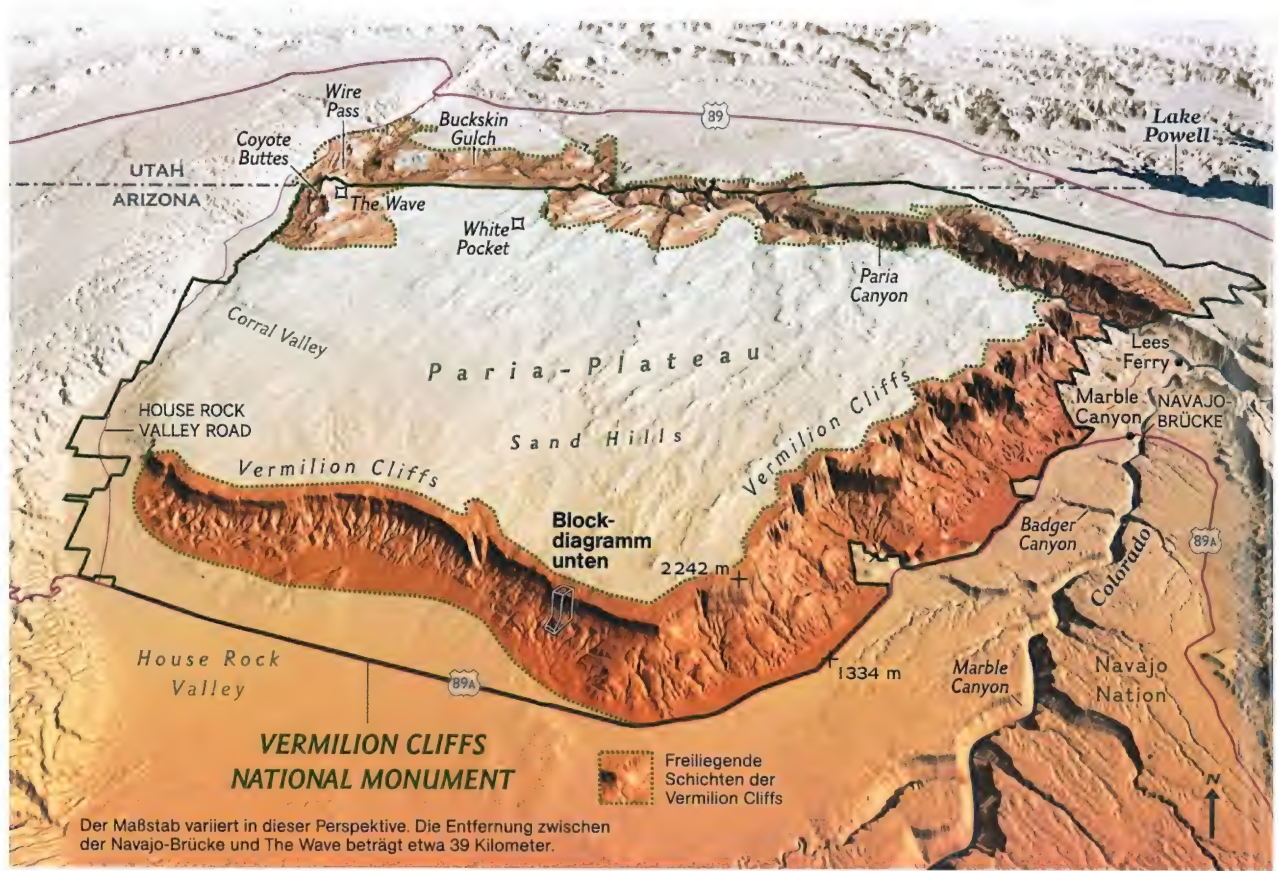 Wire
Pass
Buckskin
Gulch
89
Lake
Powell
Coyote
Buttes
UTAH
ARIZONA
The Wave
White
Pocket
Paria
Canyon
Corral Valley
Paria-Plateau
Lees
Ferry
Marble
Canyon
NAVAJO-
BRÜCKE
HOUSE ROCK
VALLEY ROAD
Sand Hills
Vermilion Cliffs
Vermilion Cliffs
Block-
diagramm
unten
2242 m
Badger
Canyon
89A
Colorado
House Rock
Valley
89A
1334 m
Marble
Canyon
Navajo
Nation
VERMILION CLIFFS
NATIONAL MONUMENT
Freiliegende
Schichten der
Vermilion Cliffs
N
Der Maßstab variiert in dieser Perspektive. Die Entfernung zwischen
der Navajo-Brücke und The Wave beträgt etwa 39 Kilometer.